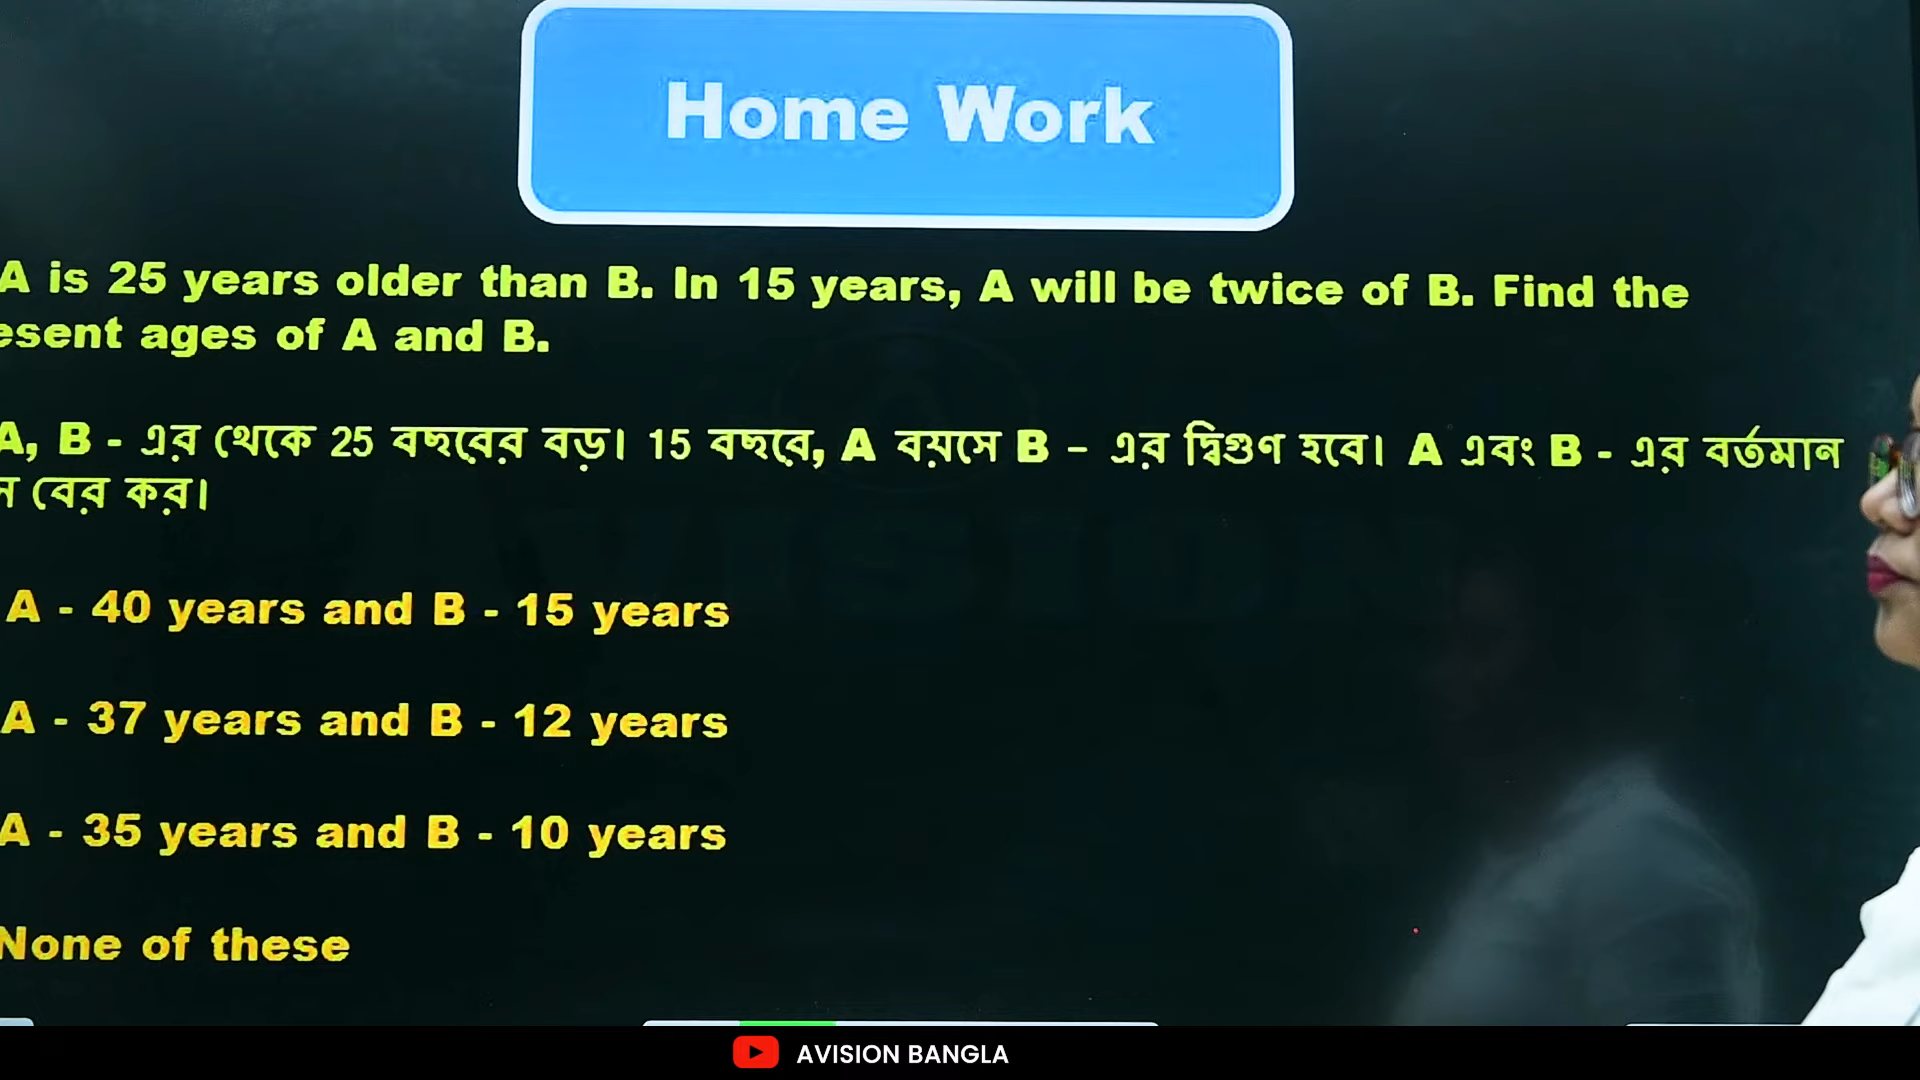 Home Work
A is 25 years older than B. In 15 years, A will be twice of B. Find the
ages of A and B.
A, B - এর থেকে 25 বছরের বড়। 15 বছরে, A বয়সে B – এর দ্বিগুণ হবে। A এবং B - এর বর্তমান
বের কর।
A - 40 years and B - 15 years
A - 37 years and B - 12 years
A - 35 years and B - 10 years
None of these
AVISION BANGLA